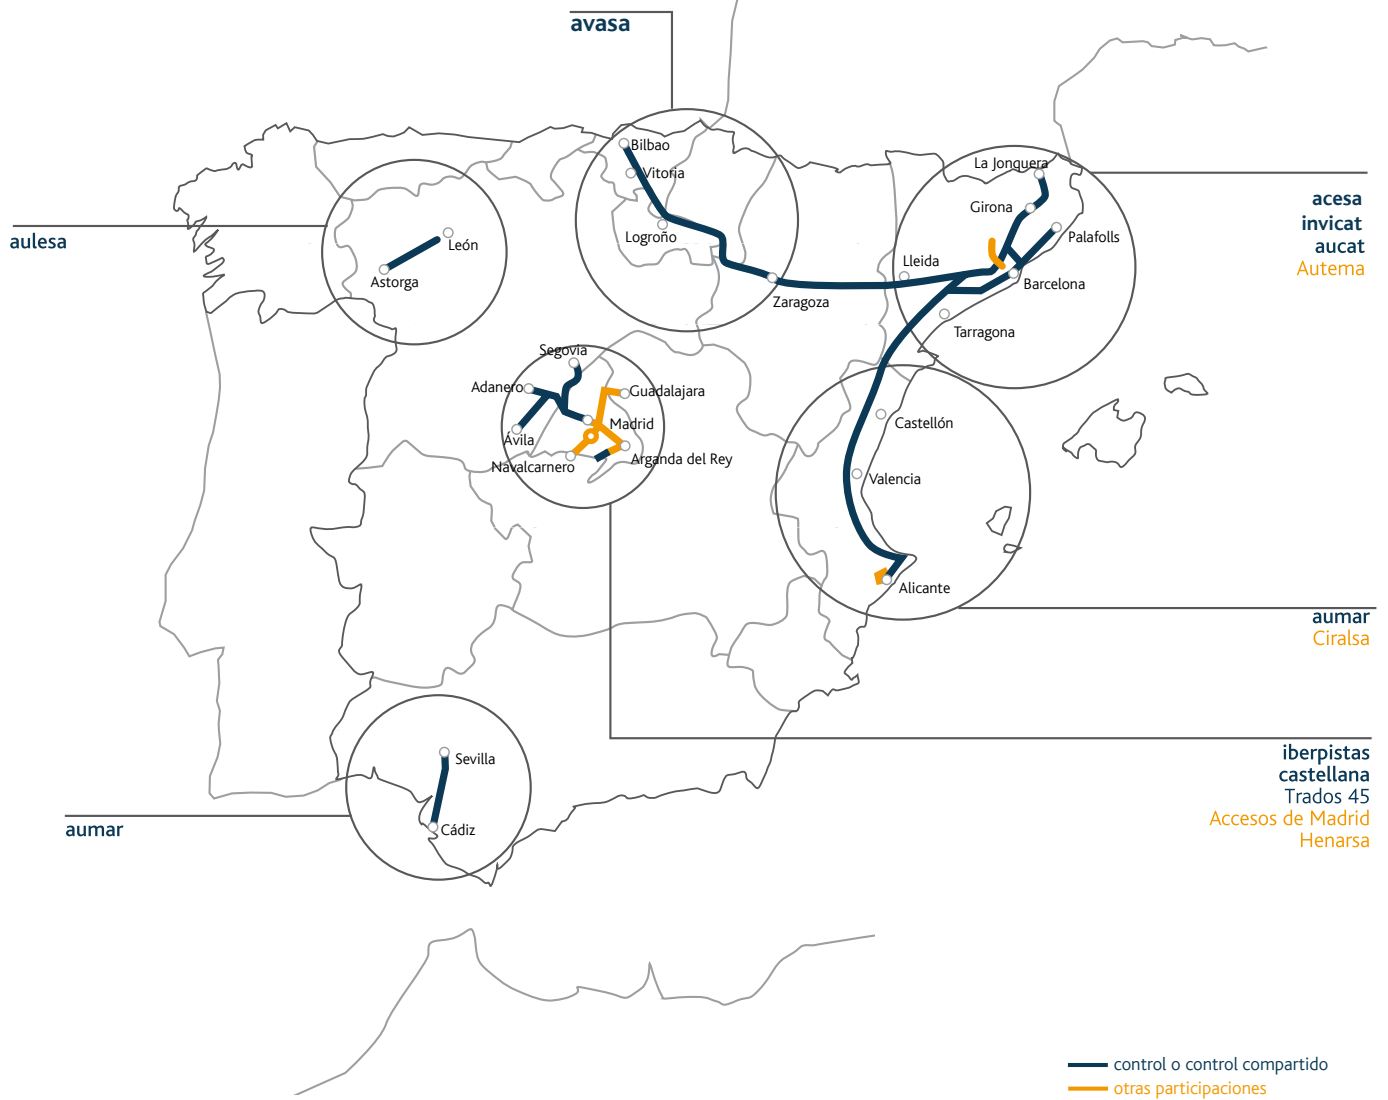 avasa
Bilbao
Vitoria
Logroño
Zaragoza
aulesa
León
Astorga
La Jonquera
Girona
Palafolls
Lleida
Barcelona
Tarragona
acesa
invicat
aucat
Autema
Segovia
Adanero
Guadalajara
Madrid
Ávila
Navalcarnero
Arganda del Rey
Castellón
Valencia
Alicante
aumar
Ciralsa
iberpistas
castellana
Trados 45
Accesos de Madrid
Henarsa
Sevilla
Cádiz
aumar
control o control compartido
otras participaciones